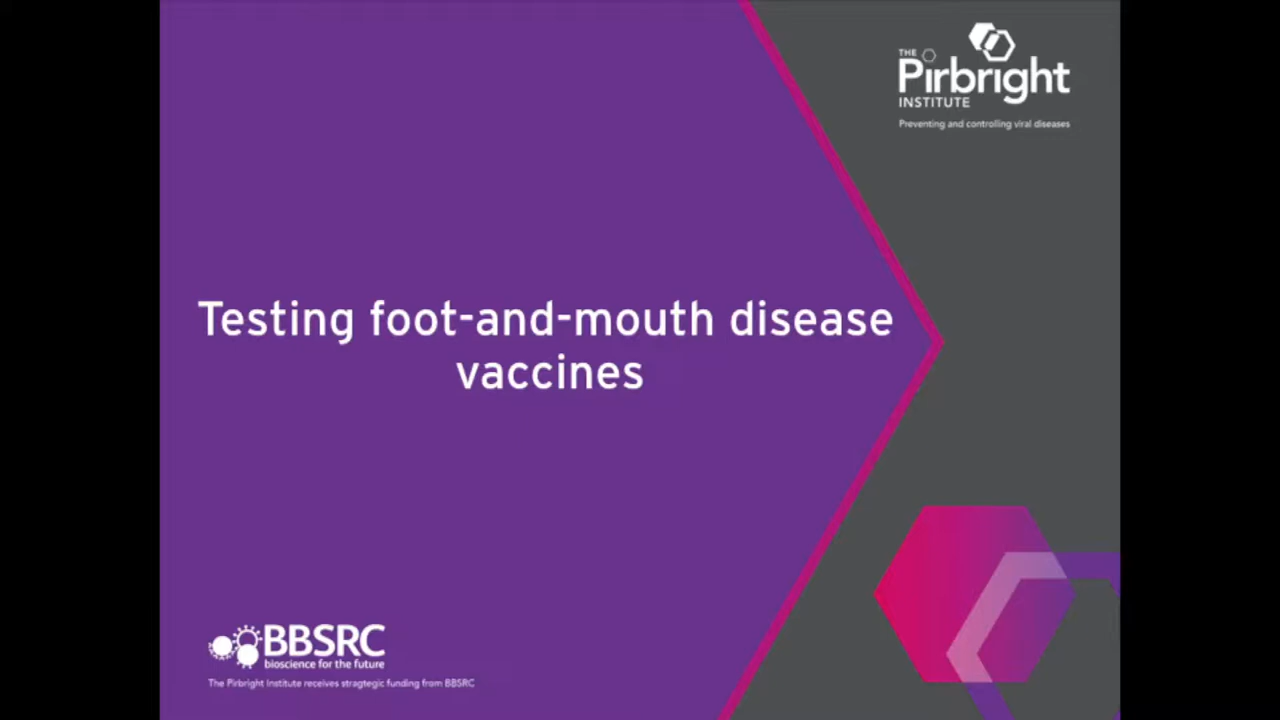 THE
Pirbright
INSTITUTE
Preventing and controlling viral diseases
Testing foot-and-mouth disease
vaccines
BBSRC
bioscience for the future
The Pirbright Institute receives stragtegic funding from BBSRC